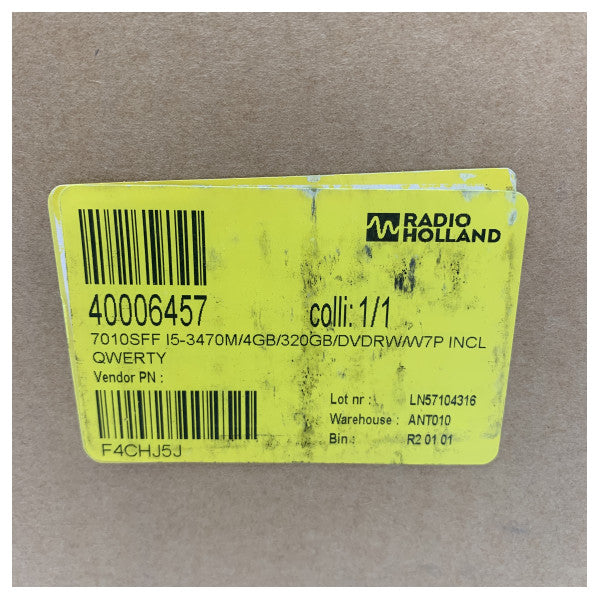 RADIO
HOLLAND
40006457 colli: 1/1
7010SFF I5-3470M/4GB/320GB/DVDRW/W7P INCL
QWERTY
Vendor PN :
Lot nr : LN57104316
Warehouse : ANT010
Bin : R2 01 01
F4CHJ5J